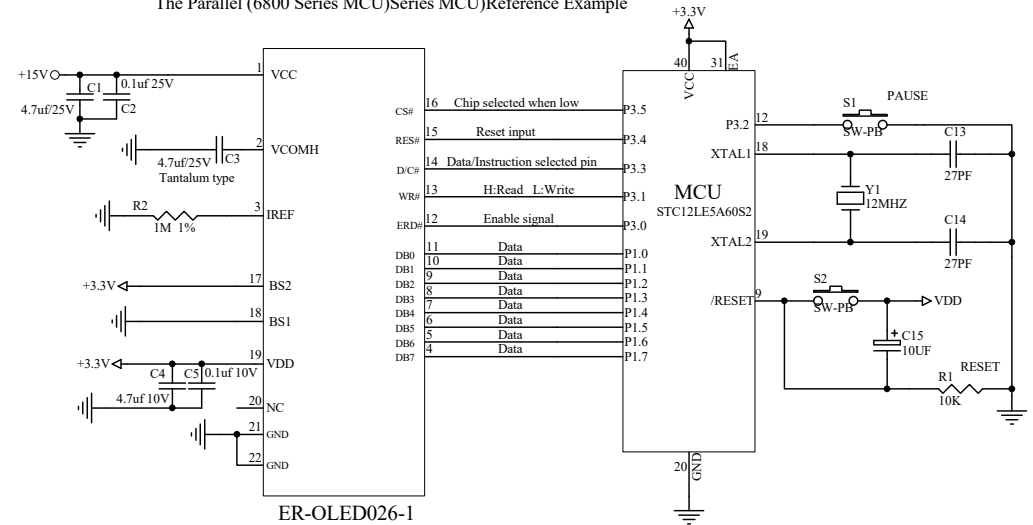 The Parallel (6800 Series MCU)Series MCU)Reference Example
+15V
C1
4.7uf/25V
0.1uf 25V
C2
1
VCC
4.7uf/25V
C3
Tantalum type
2
VCOMH
R2
1M 1%
3
IREF
+3.3V
17
BS2
18
BS1
+3.3V
19
VDD
C4
C5
0.1uf 10V
4.7uf 10V
20
NC
21
GND
22
GND
ER-OLED026-1
CS#
16
Chip selected when low
P3.5
RES#
15
Reset input
P3.4
D/C#
14
Data/Instruction selected pin
P3.3
WR#
13
H:Read L:Write
P3.1
ERD#
12
Enable signal
P3.0
DB0
11
Data
P1.0
DB1
10
Data
P1.1
DB2
9
Data
P1.2
DB3
8
Data
P1.3
DB4
7
Data
P1.4
DB5
6
Data
P1.5
DB6
5
Data
P1.6
DB7
4
Data
P1.7
+3.3V
40
VCC
31
EA
MCU
STC12LE5A60S2
20
GND
P3.2
12
S1
PAUSE
SW-PB
XTAL1
18
C13
27PF
Y1
12MHZ
XTAL2
19
C14
27PF
/RESET
9
S2
SW-PB
VDD
+
C15
10UF
RESET
R1
10K